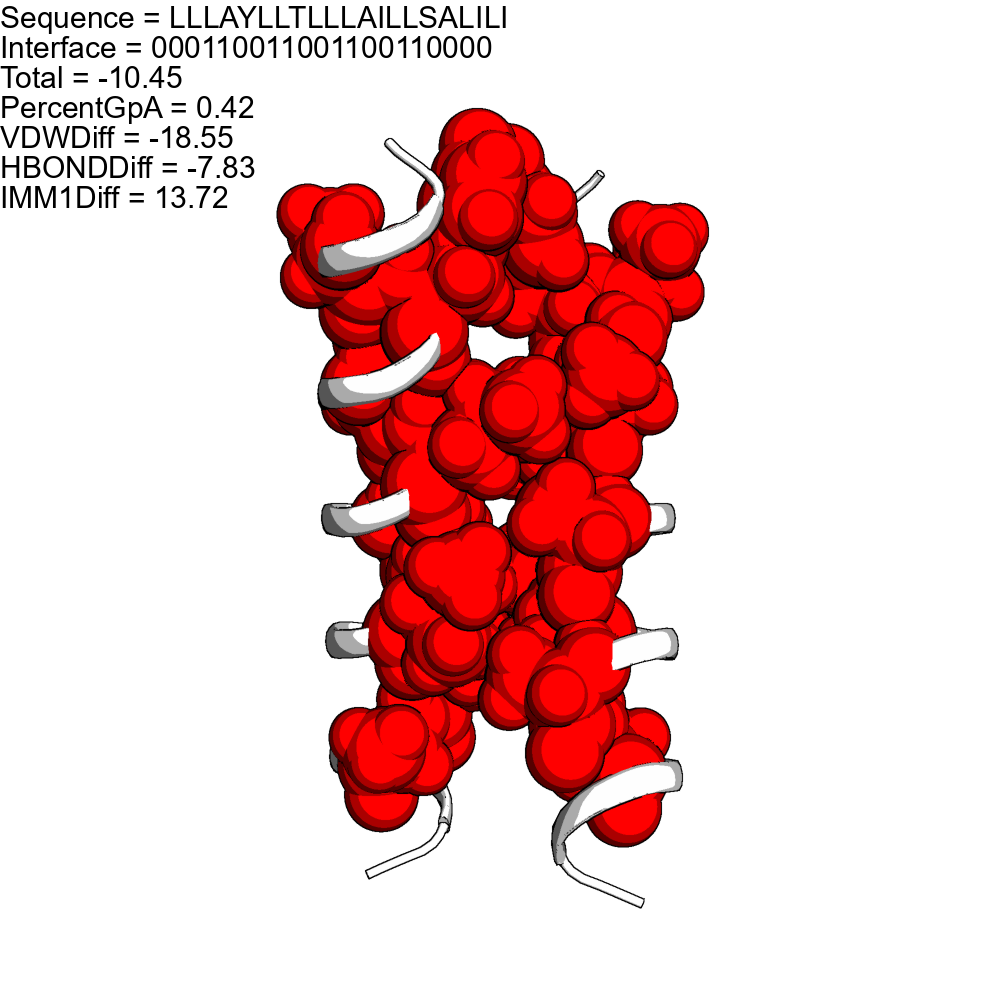 Sequence = LLLAYLLTLLLAILLSALILI
Interface = 000110011001100110000
Total = -10.45
PercentGpA = 0.42
VDWDiff = -18.55
HBONDDiff = -7.83
IMM1Diff = 13.72